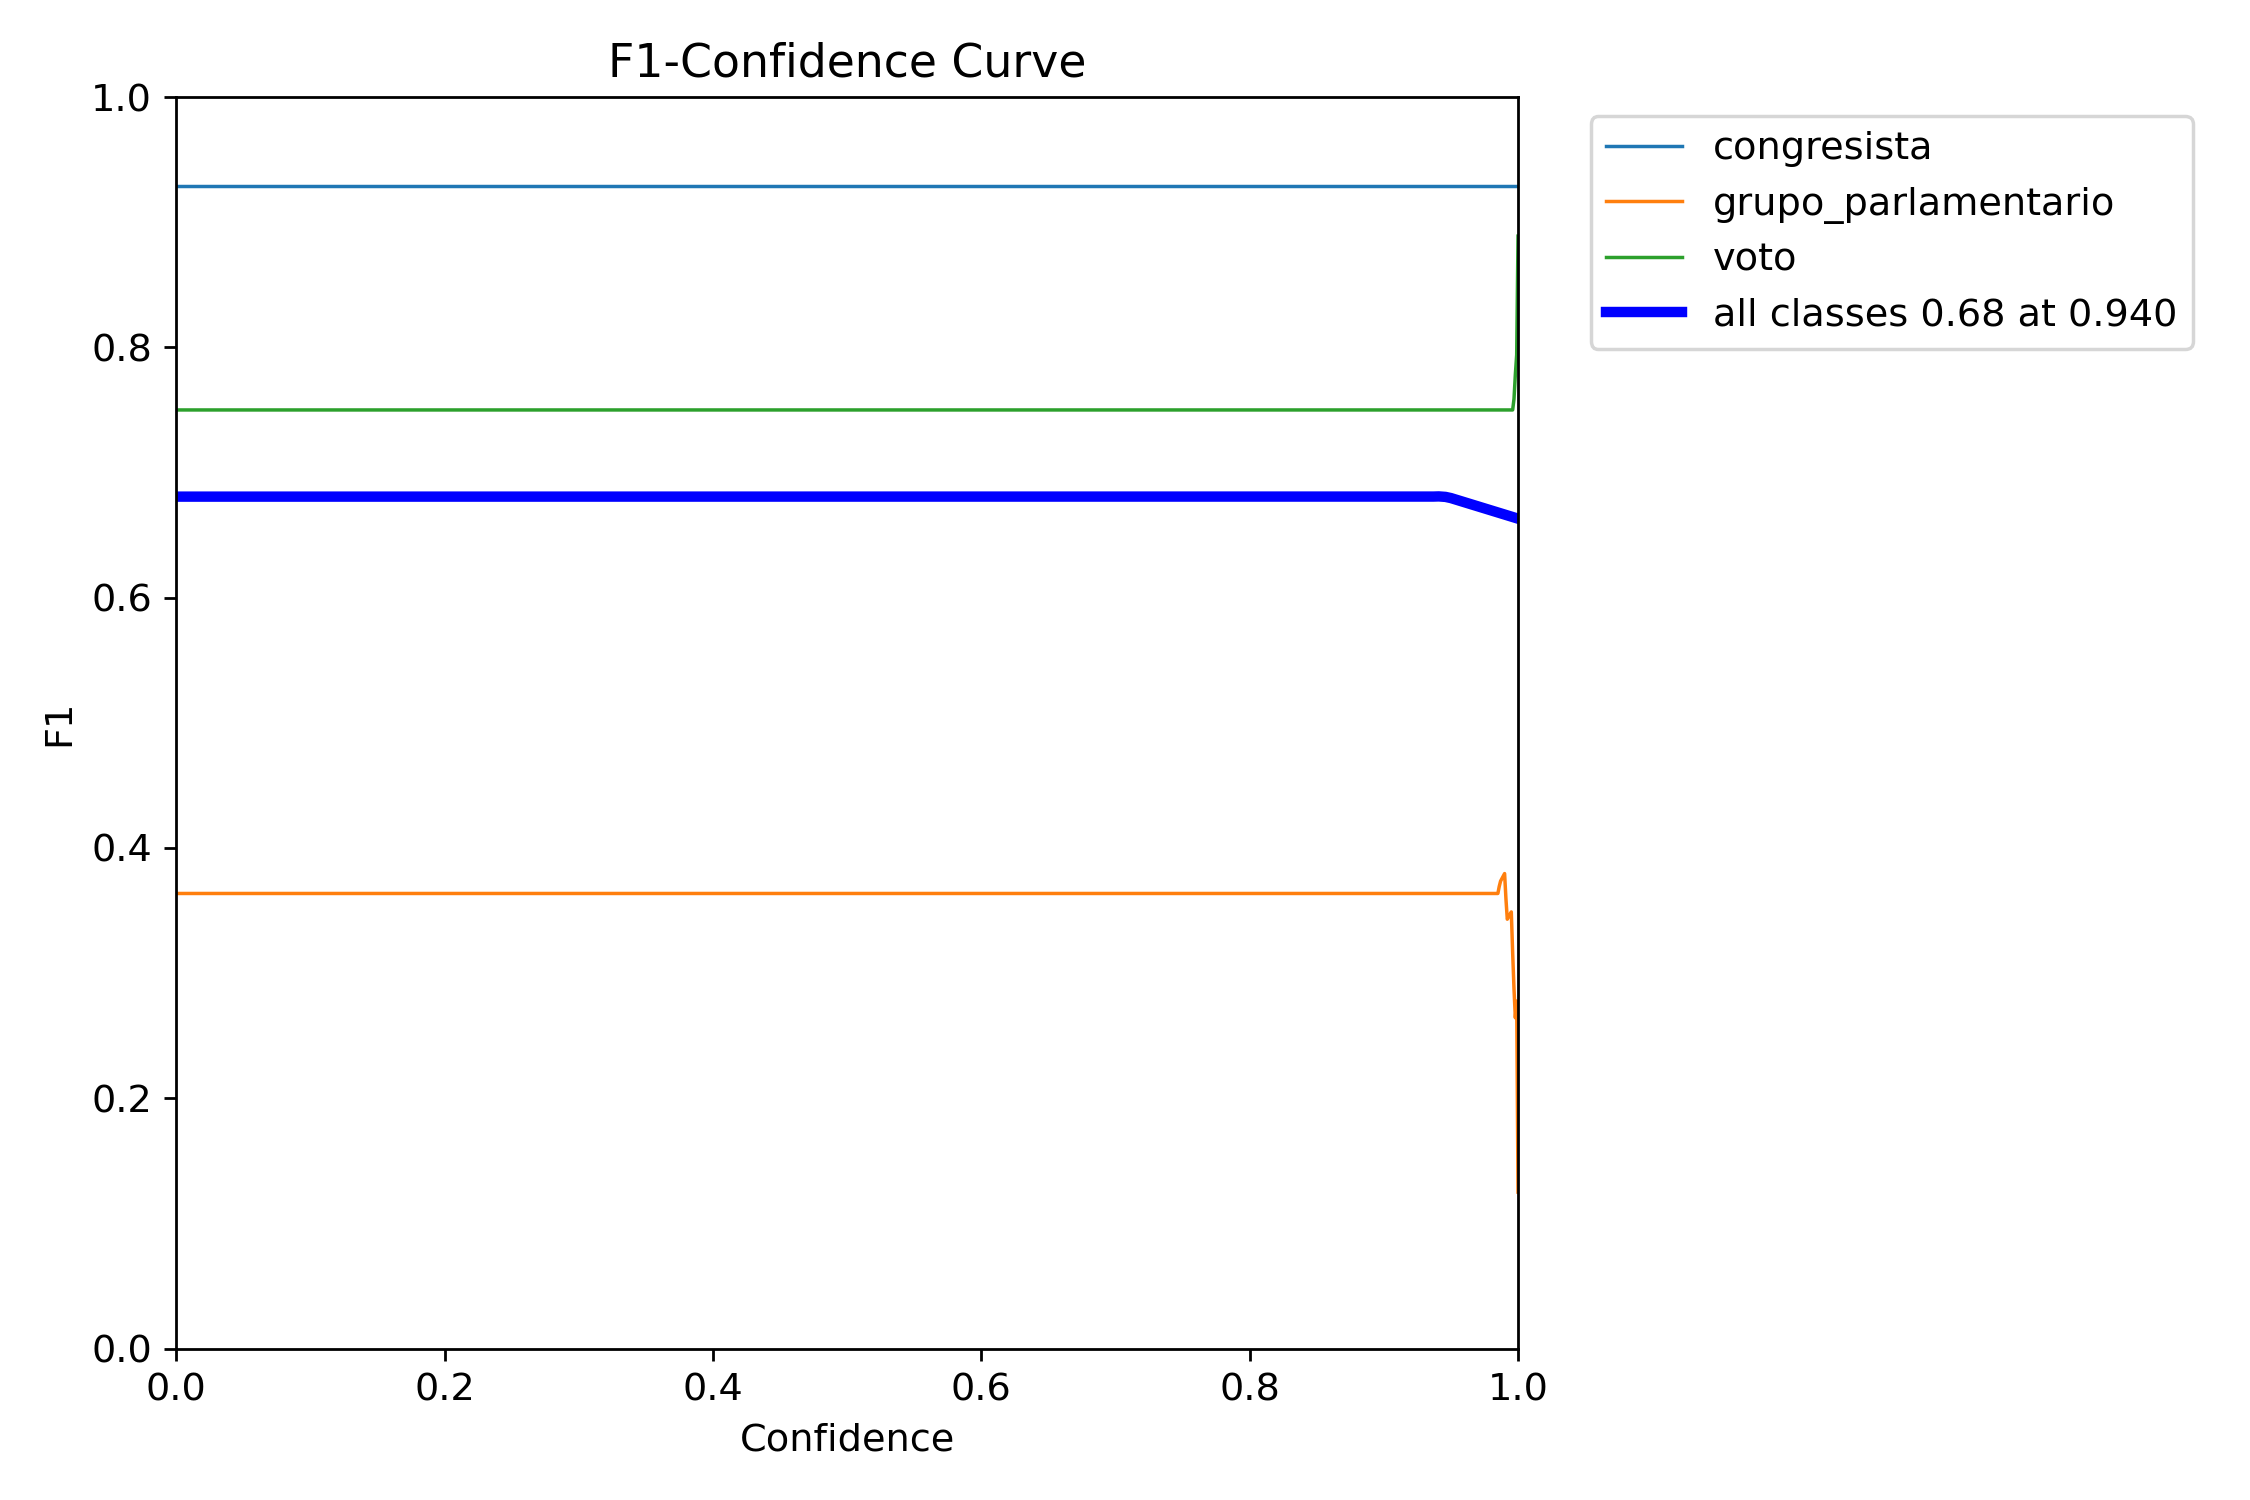 F1-Confidence Curve
1.0
0.8
0.6
0.4
0.2
0.0
F1
0.0 0.2 0.4 0.6 0.8 1.0
Confidence
congresista
grupo_parlamentario
voto
all classes 0.68 at 0.940